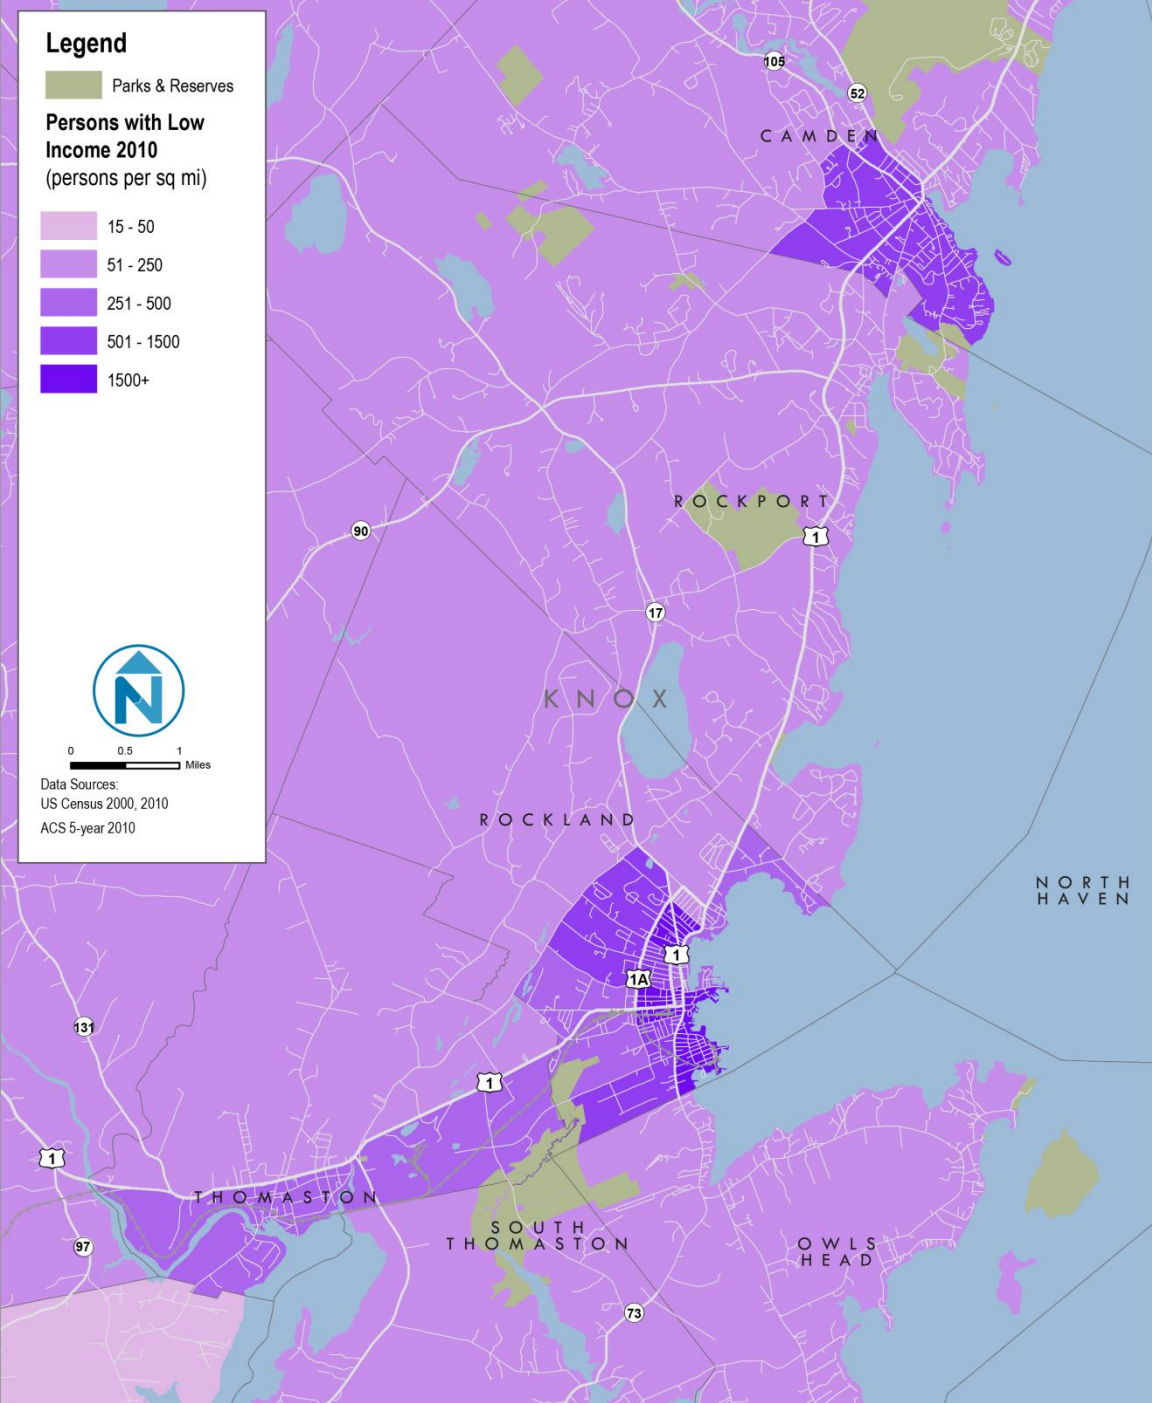 Legend
Parks & Reserves
Persons with Low
Income 2010
(persons per sq mi)
15 - 50
51 - 250
251 - 500
501 - 1500
1500+
N
0 0.5 1
Miles
Data Sources:
US Census 2000, 2010
ACS 5-year 2010
105
52
CAMDEN
ROCKPORT
1
90
17
KNOX
ROCKLAND
NORTH
HAVEN
1
1A
131
1
1
THOMASTON
SOUTH
THOMASTON
OWLS
HEAD
97
73